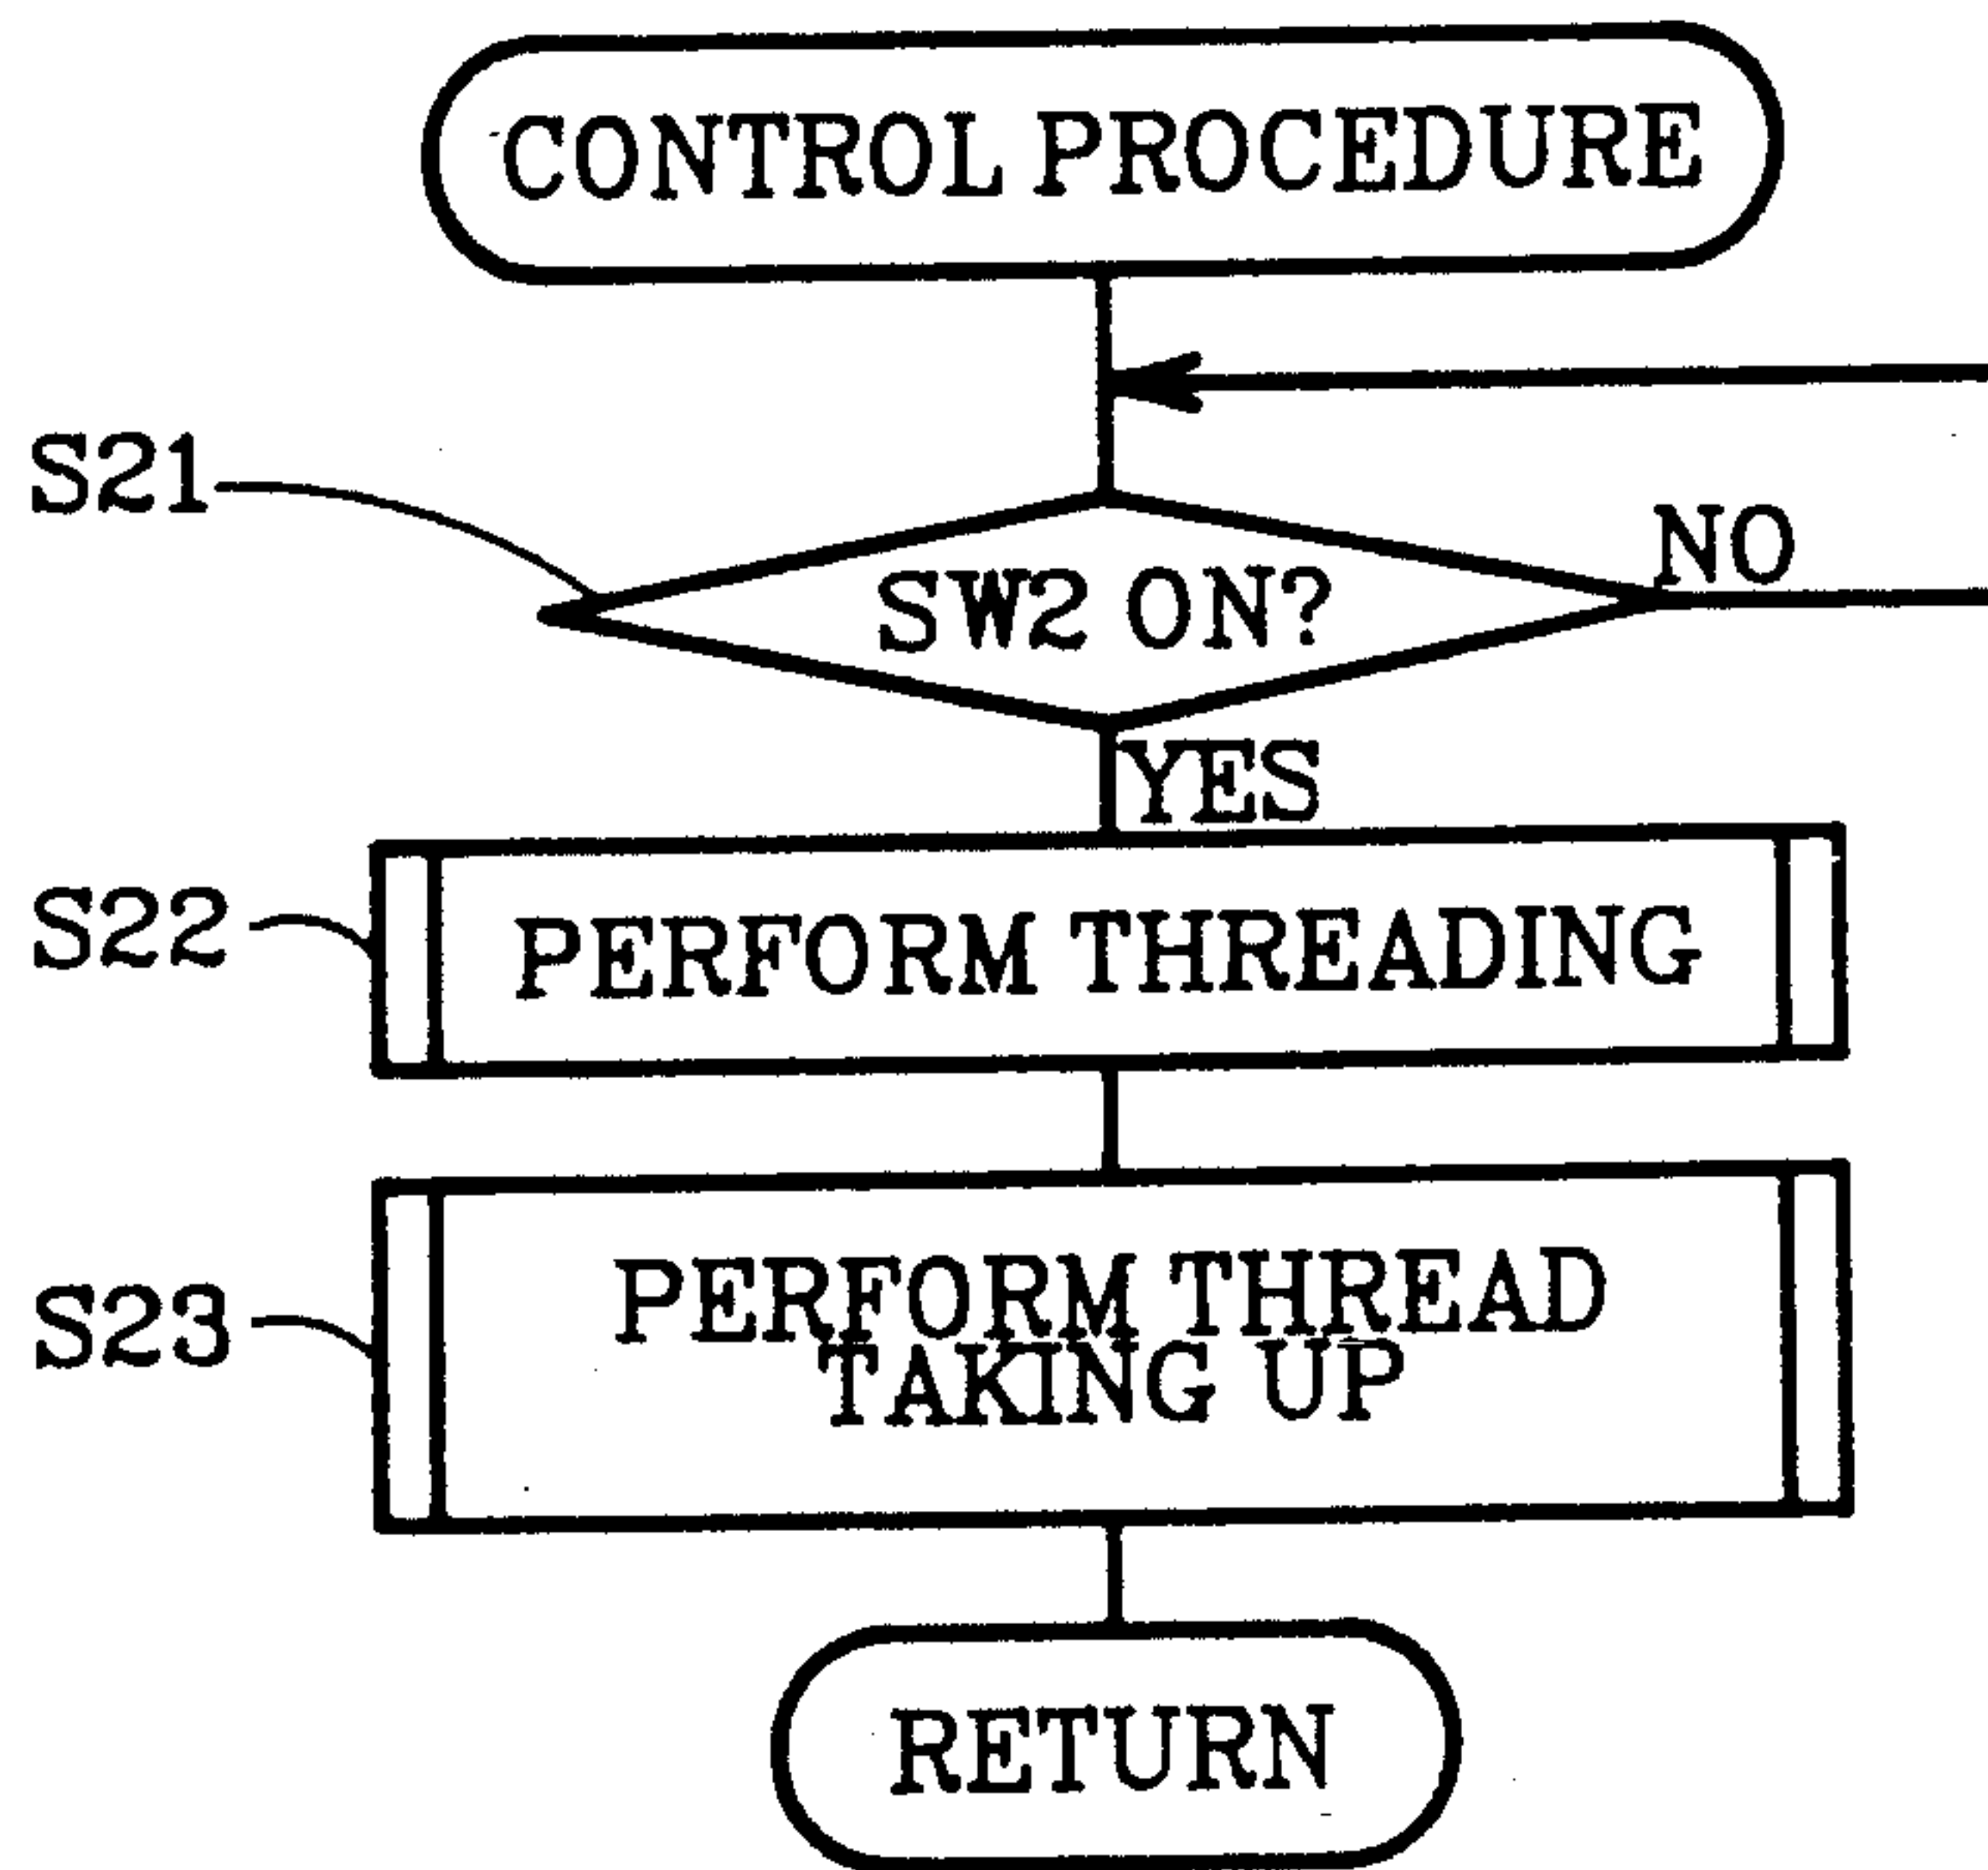 CONTROL PROCEDURE
S21
SW2 ON?
NO
YES
S22
PERFORM THREADING
S23
PERFORM THREAD
TAKING UP
RETURN